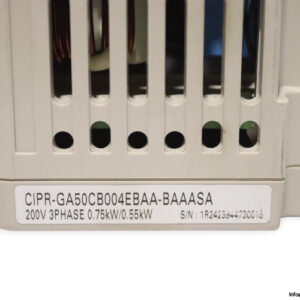 CIPR-GA50CB004EBAA-BAAASA
200V 3PHASE 0.75kW/0.55kW
S/N :